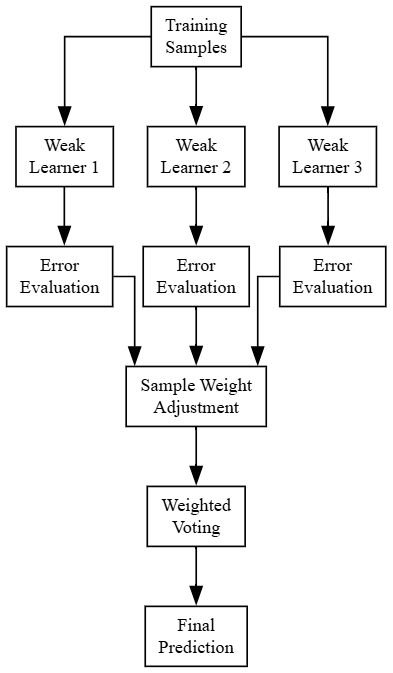 Training
Samples
Weak
Learner 1
Weak
Learner 2
Weak
Learner 3
Error
Evaluation
Error
Evaluation
Error
Evaluation
Sample Weight
Adjustment
Weighted
Voting
Final
Prediction